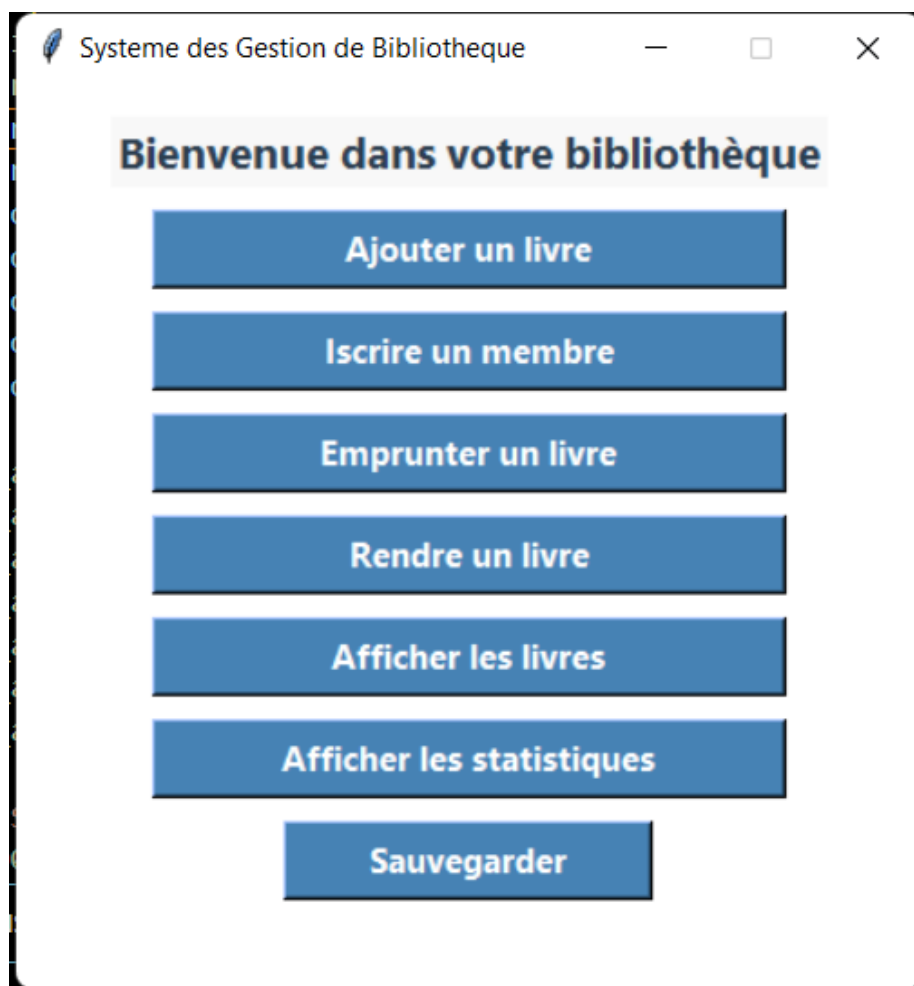 Systeme des Gestion de Bibliotheque
Bienvenue dans votre bibliothèque
Ajouter un livre
Iscrire un membre
Emprunter un livre
Rendre un livre
Afficher les livres
Afficher les statistiques
Sauvegarder